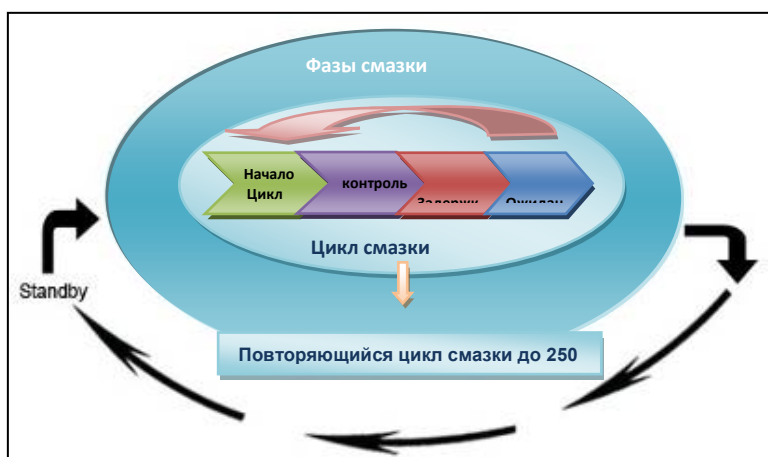 Фазы смазки
Начало
Цикл
контроль
Цикл смазки
Standby
Повторяющийся цикл смазки до 250